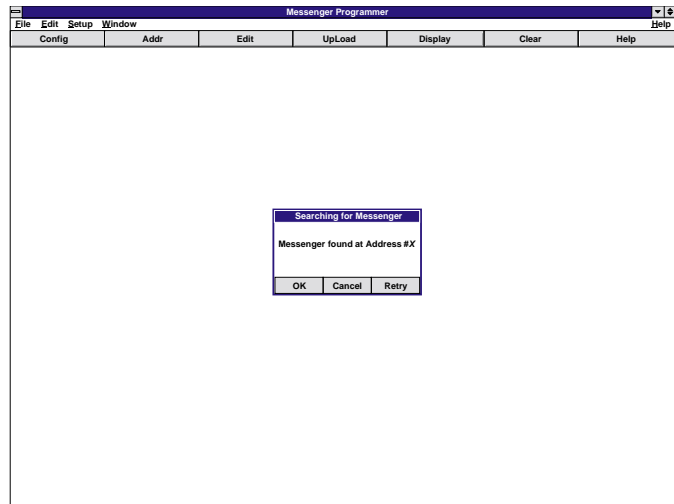 Messenger Programmer
File Edit Setup Window Help
Config Addr Edit UpLoad Display Clear Help
Searching for Messenger
Messenger found at Address #X
OK Cancel Retry